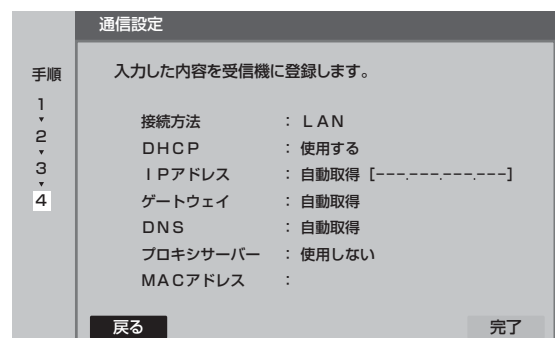 通信設定
手順
1
2
3
4
入力した内容を受信機に登録します。
接続方法 : LAN
DHCP : 使用する
IPアドレス : 自動取得 [---.---.---.---]
ゲートウェイ : 自動取得
DNS : 自動取得
プロキシサーバー : 使用しない
MACアドレス :
戻る
完了